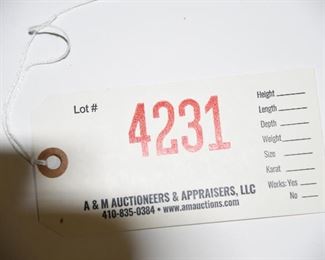 Lot # 4231
Height
Length
Depth
Weight
Size
Karat
Works: Yes
No
A & M AUCTIONEERS & APPRAISERS, LLC
410-835-0384 • www.amauctions.com